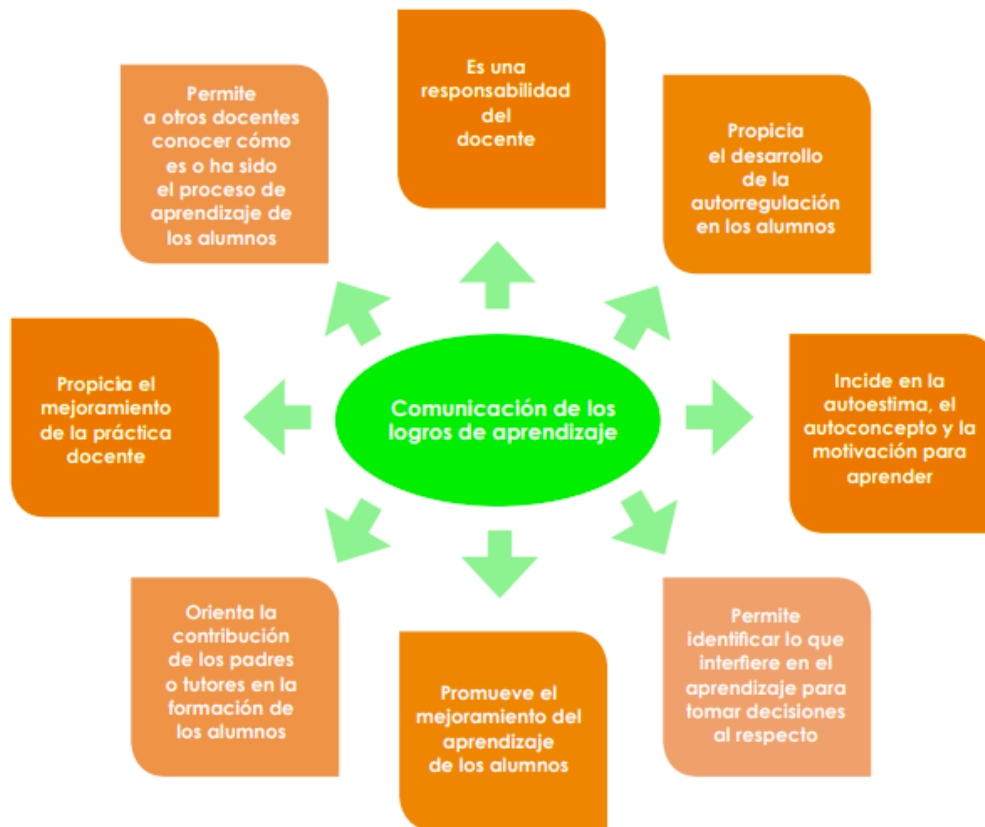 Es una
responsabilidad
del
docente
Propicia
el desarrollo
de la
autorregulación
en los alumnos
Incide en la
autoestima, el
autoconcepto y la
motivación para
aprender
Permite
identificar lo que
interfiere en el
aprendizaje para
tomar decisiones
al respecto
Promueve el
mejoramiento del
aprendizaje
de los alumnos
Orienta la
contribución
de los padres
o tutores en la
formación de
los alumnos
Propicia el
mejoramiento
de la práctica
docente
Permite
a otros docentes
conocer cómo
es o ha sido
el proceso de
aprendizaje de
los alumnos
Comunicación de los
logros de aprendizaje